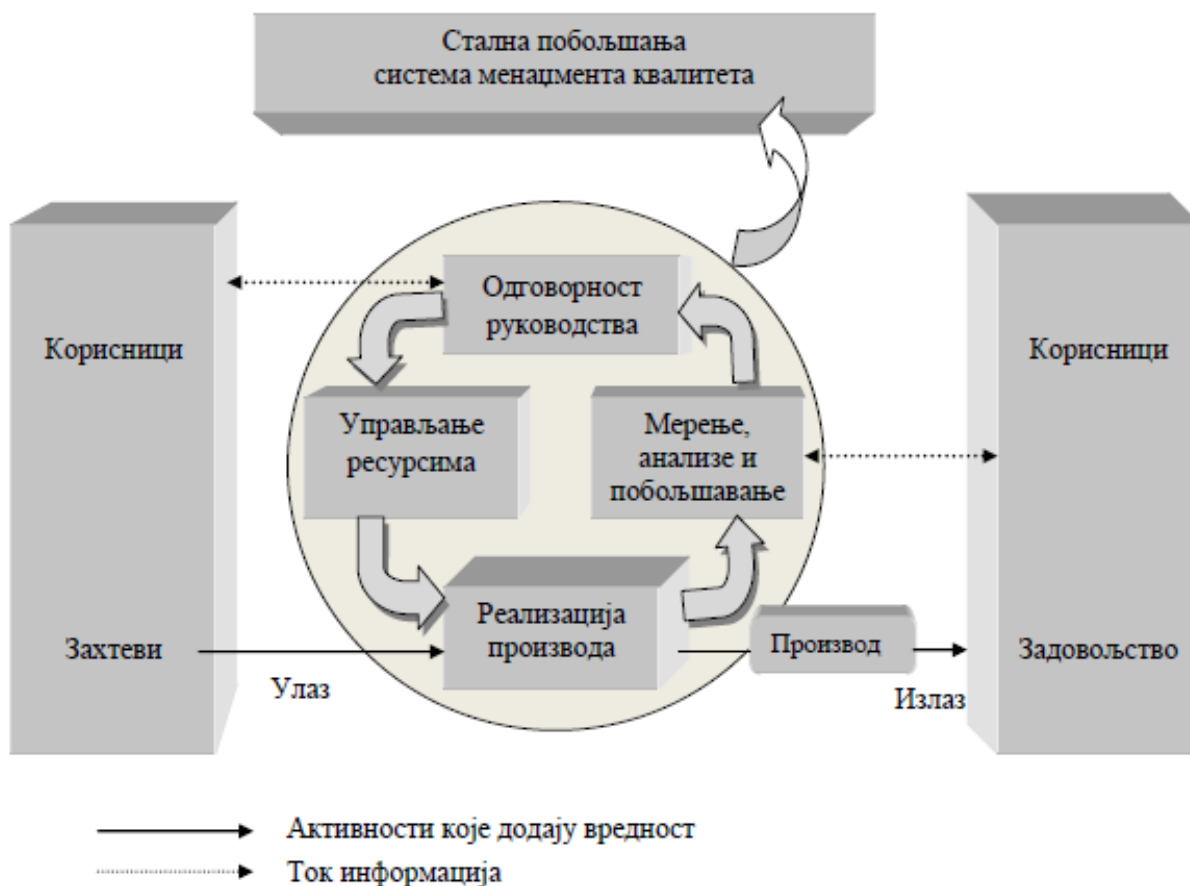 Стална побољшања
система менаџмента квалитета
Одговорност
руководства
Корисници
Корисници
Управљање
ресурсима
Мерење,
анализе и
побољшавање
Реализација
производа
Захтеви
Производ
Задовољство
Улаз
Излаз
Активности које додају вредност
Ток информација